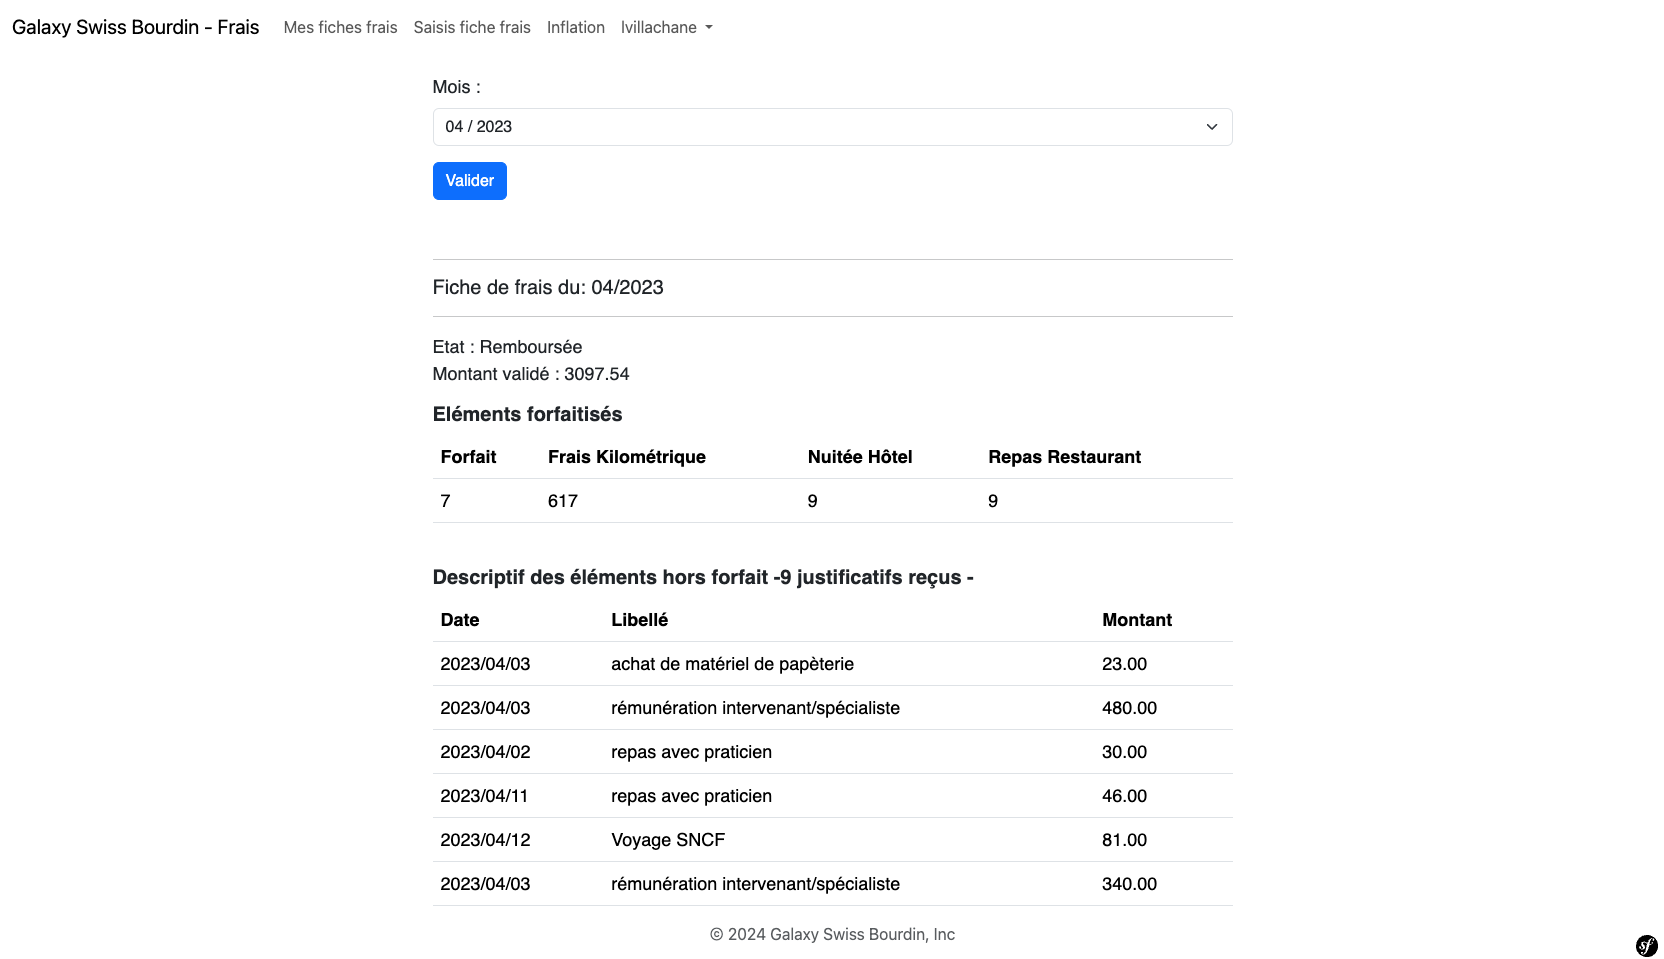 Galaxy Swiss Bourdin - Frais Mes fiches frais Saisis fiche frais Inflation lvillachane
Mois :
04 / 2023
Valider
Fiche de frais du: 04/2023
Etat : Remboursée
Montant validé : 3097.54
Eléments forfaitisés
Forfait Frais Kilométrique Nuitée Hôtel Repas Restaurant
7 617 9 9
Descriptif des éléments hors forfait -9 justificatifs reçus -
Date Libellé Montant
2023/04/03 achat de matériel de papèterie 23.00
2023/04/03 rémunération intervenant/spécialiste 480.00
2023/04/02 repas avec praticien 30.00
2023/04/11 repas avec praticien 46.00
2023/04/12 Voyage SNCF 81.00
2023/04/03 rémunération intervenant/spécialiste 340.00
© 2024 Galaxy Swiss Bourdin, Inc
sf